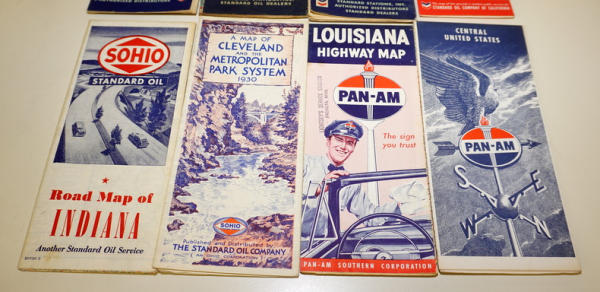 STANDARD OIL DEALERS
STANDARD STATIONS, INC.
AUTHORIZED DISTRIBUTORS
STANDARD DEALERS
STANDARD OIL COMPANY OF CALIFORNIA
SOHIO
STANDARD OIL
Road Map of
INDIANA
Another Standard Oil Service
A MAP OF
CLEVELAND
AND THE
METROPOLITAN
PARK SYSTEM
1930
SOHIO
Published and Distributed by
THE STANDARD OIL COMPANY
AN OHIO CORPORATION
LOUISIANA
HIGHWAY MAP
PAN-AM
The sign
you trust
PAN-AM SOUTHERN CORPORATION
CENTRAL
UNITED STATES
PAN-AM
S
E
W
N